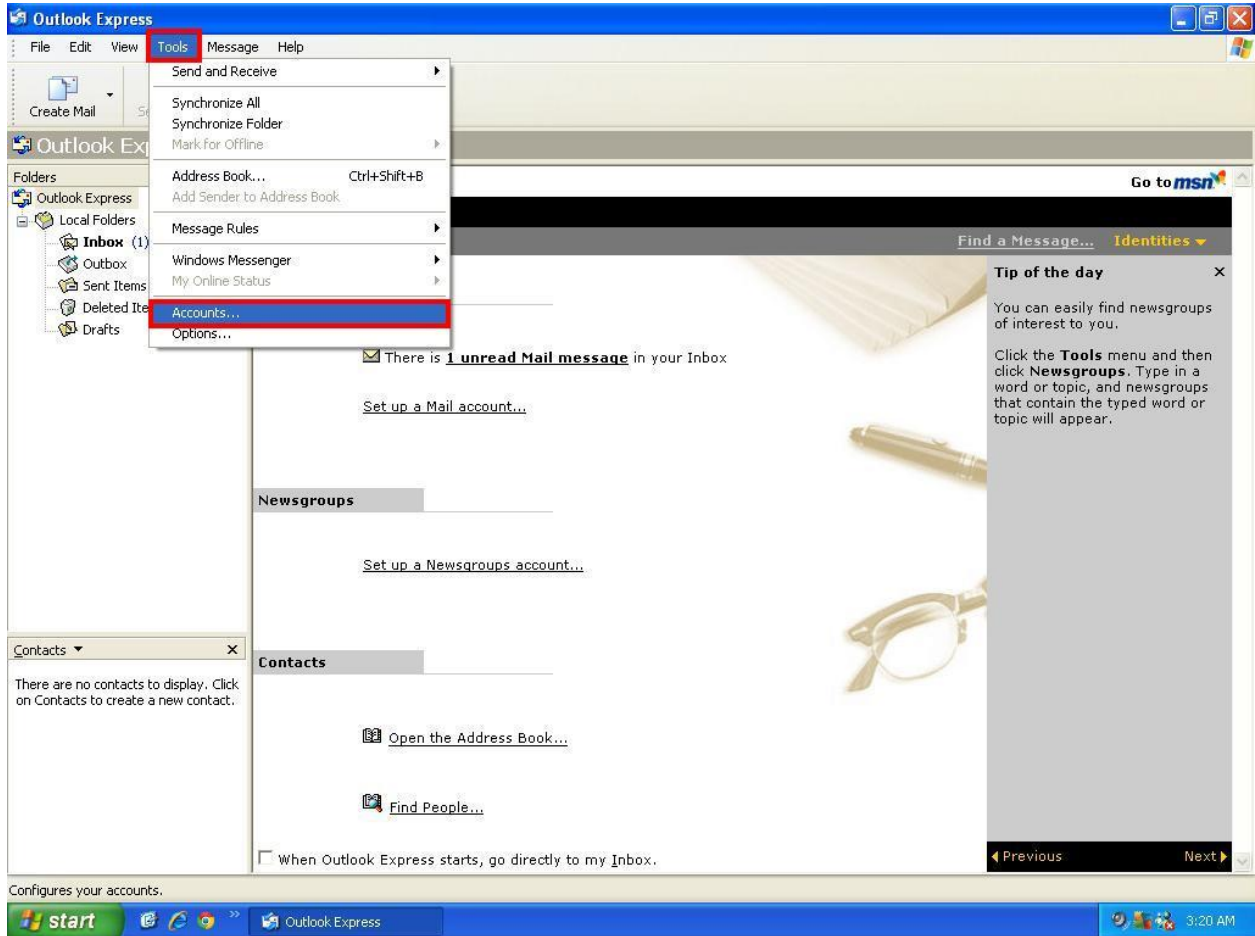 Outlook Express
File Edit View Tools Message Help
Create Mail
Send and Receive
Synchronize All
Synchronize Folder
Mark for Offline
Address Book... Ctrl+Shift+B
Add Sender to Address Book
Message Rules
Windows Messenger
My Online Status
Accounts...
Options...
Outlook Exp
Go to msn
Folders
Outlook Express
Local Folders
Inbox (1)
Outbox
Sent Items
Deleted Ite
Drafts
Find a Message... Identities
There is 1 unread Mail message in your Inbox
Set up a Mail account...
Newsgroups
Set up a Newsgroups account...
Contacts
Open the Address Book...
Find People...
When Outlook Express starts, go directly to my Inbox.
Tip of the day
You can easily find newsgroups
of interest to you.
Click the Tools menu and then
click Newsgroups. Type in a
word or topic, and newsgroups
that contain the typed word or
topic will appear.
Previous Next
Contacts
There are no contacts to display. Click
on Contacts to create a new contact.
Configures your accounts.
start Outlook Express 3:20 AM